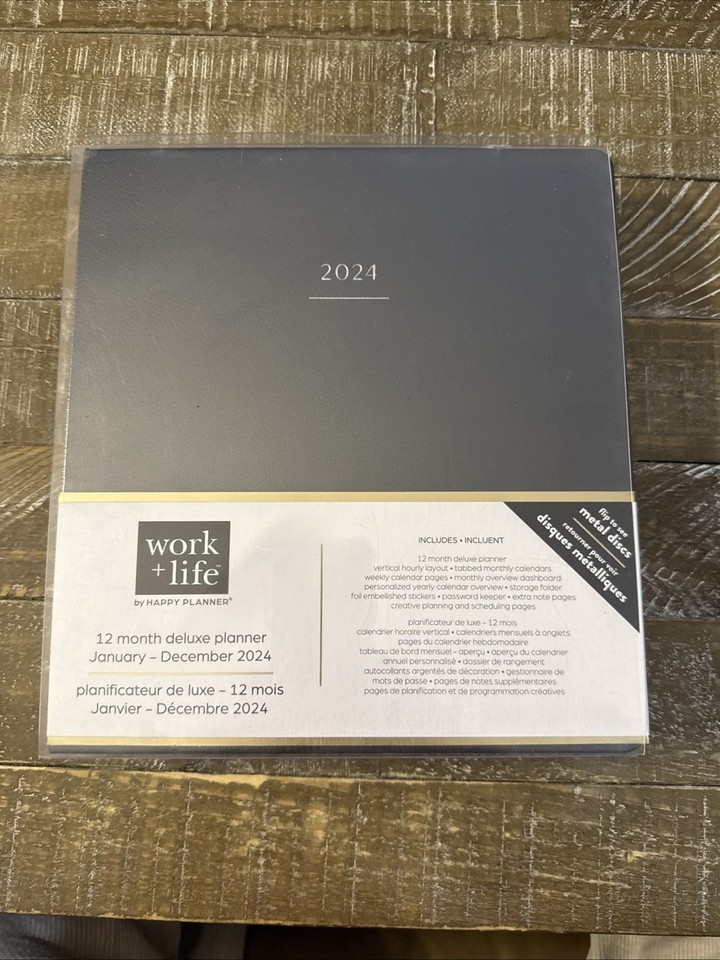 2024
flip to see
metal discs
retourner pour voir
disques métalliques
work
+ life™
by HAPPY PLANNER®
12 month deluxe planner
January – December 2024
planificateur de luxe – 12 mois
Janvier – Décembre 2024
INCLUDES • INCLUENT
12 month deluxe planner
vertical hourly layout • tabbed monthly calendars
weekly calendar pages • monthly overview dashboard
personalized yearly calendar overview • storage folder
foil embellished stickers • password keeper • extra note pages
creative planning and scheduling pages
planificateur de luxe – 12 mois
calendrier horaire vertical • calendriers mensuels à onglets
pages du calendrier hebdomadaire
tableau de bord mensuel – aperçu • aperçu du calendrier
annuel personnalisé • dossier de rangement
autocollants argentés de décoration • gestionnaire de
mots de passe • pages de notes supplémentaires
pages de planification et de programmation créatives